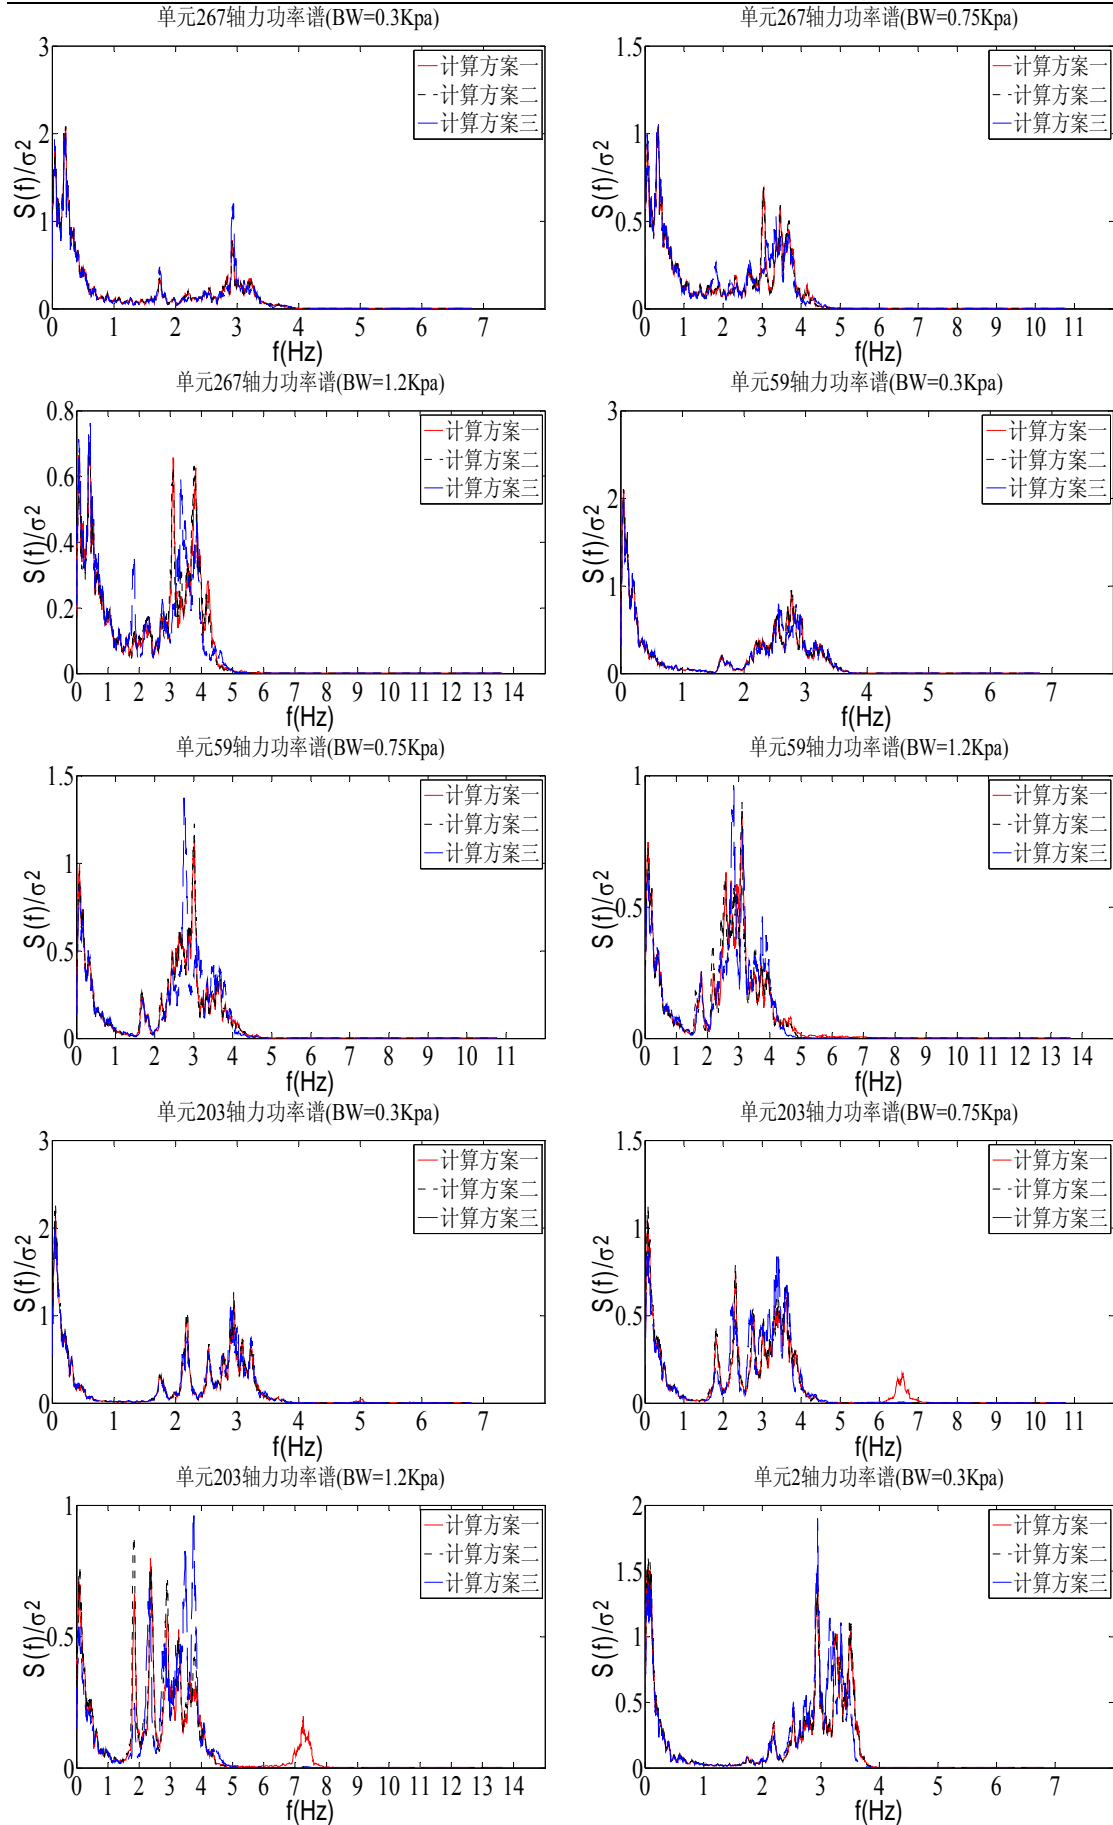 单元267轴力功率谱(BW=0.3Kpa)
S(f)/σ2
3
2
1
0
计算方案一
计算方案二
计算方案三
0 1 2 3 4 5 6 7
f(Hz)
单元267轴力功率谱(BW=0.75Kpa)
S(f)/σ2
1.5
1
0.5
0
计算方案一
计算方案二
计算方案三
0 1 2 3 4 5 6 7 8 9 10 11
f(Hz)
单元267轴力功率谱(BW=1.2Kpa)
S(f)/σ2
0.8
0.6
0.4
0.2
0
计算方案一
计算方案二
计算方案三
0 1 2 3 4 5 6 7 8 9 10 11 12 13 14
f(Hz)
单元59轴力功率谱(BW=0.3Kpa)
S(f)/σ2
3
2
1
0
计算方案一
计算方案二
计算方案三
0 1 2 3 4 5 6 7
f(Hz)
单元59轴力功率谱(BW=0.75Kpa)
S(f)/σ2
1.5
1
0.5
0
计算方案一
计算方案二
计算方案三
0 1 2 3 4 5 6 7 8 9 10 11
f(Hz)
单元59轴力功率谱(BW=1.2Kpa)
S(f)/σ2
1
0.5
0
计算方案一
计算方案二
计算方案三
0 1 2 3 4 5 6 7 8 9 10 11 12 13 14
f(Hz)
单元203轴力功率谱(BW=0.3Kpa)
S(f)/σ2
3
2
1
0
计算方案一
计算方案二
计算方案三
0 1 2 3 4 5 6 7
f(Hz)
单元203轴力功率谱(BW=0.75Kpa)
S(f)/σ2
1.5
1
0.5
0
计算方案一
计算方案二
计算方案三
0 1 2 3 4 5 6 7 8 9 10 11
f(Hz)
单元203轴力功率谱(BW=1.2Kpa)
S(f)/σ2
1
0.5
0
计算方案一
计算方案二
计算方案三
0 1 2 3 4 5 6 7 8 9 10 11 12 13 14
f(Hz)
单元2轴力功率谱(BW=0.3Kpa)
S(f)/σ2
2
1.5
1
0.5
0
计算方案一
计算方案二
计算方案三
0 1 2 3 4 5 6 7
f(Hz)